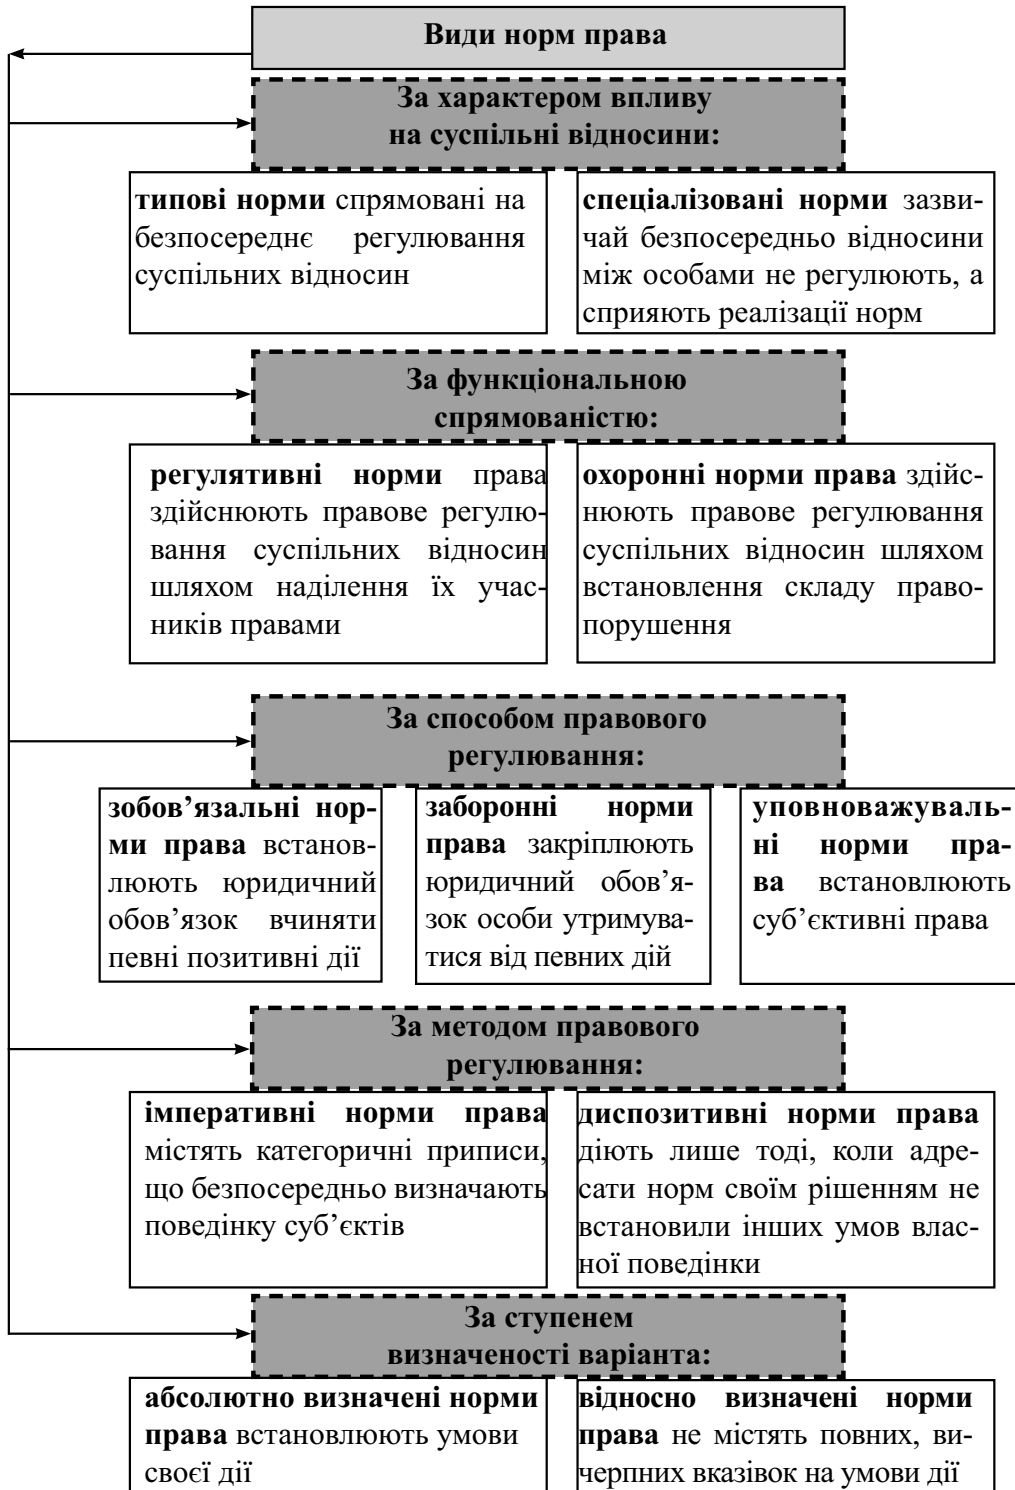 Види норм права
За характером впливу
на суспільні відносини:
типові норми спрямовані на
безпосереднє регулювання
суспільних відносин
спеціалізовані норми зазви-
чай безпосередньо відносини
між особами не регулюють, а
сприяють реалізації норм
За функціональною
спрямованістю:
регулятивні норми права
здійснюють правове регулю-
вання суспільних відносин
шляхом наділення їх учас-
ників правами
охоронні норми права здійс-
нюють правове регулювання
суспільних відносин шляхом
встановлення складу право-
порушення
За способом правового
регулювання:
зобов’язальні нор-
ми права встанов-
люють юридичний
обов’язок вчиняти
певні позитивні дії
заборонні норми
права закріплюють
юридичний обов’я-
зок особи утримува-
тися від певних дій
уповноважуваль-
ні норми пра-
ва встановлюють
суб’єктивні права
За методом правового
регулювання:
імперативні норми права
містять категоричні приписи,
що безпосередньо визначають
поведінку суб’єктів
диспозитивні норми права
діють лише тоді, коли адре-
сати норм своїм рішенням не
встановили інших умов влас-
ної поведінки
За ступенем
визначеності варіанта:
абсолютно визначені норми
права встановлюють умови
своєї дії
відносно визначені норми
права не містять повних, ви-
черпних вказівок на умови дії